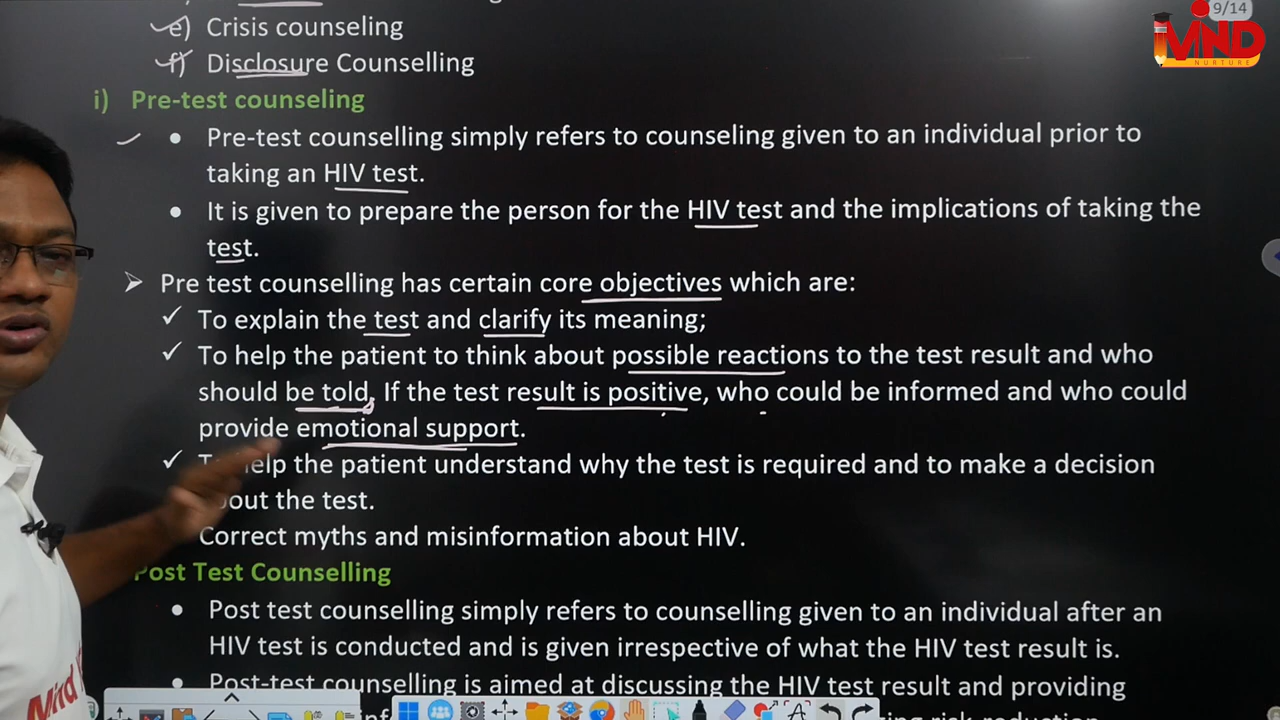 9/14
MIND
NURTURE
e) Crisis counseling
f) Disclosure Counselling
i) Pre-test counseling
• Pre-test counselling simply refers to counseling given to an individual prior to
taking an HIV test.
• It is given to prepare the person for the HIV test and the implications of taking the
test.
➢ Pre test counselling has certain core objectives which are:
✓ To explain the test and clarify its meaning;
✓ To help the patient to think about possible reactions to the test result and who
should be told, If the test result is positive, who could be informed and who could
provide emotional support.
✓ To help the patient understand why the test is required and to make a decision
about the test.
Correct myths and misinformation about HIV.
Post Test Counselling
• Post test counselling simply refers to counselling given to an individual after an
HIV test is conducted and is given irrespective of what the HIV test result is.
• Post-test counselling is aimed at discussing the HIV test result and providing
Mind